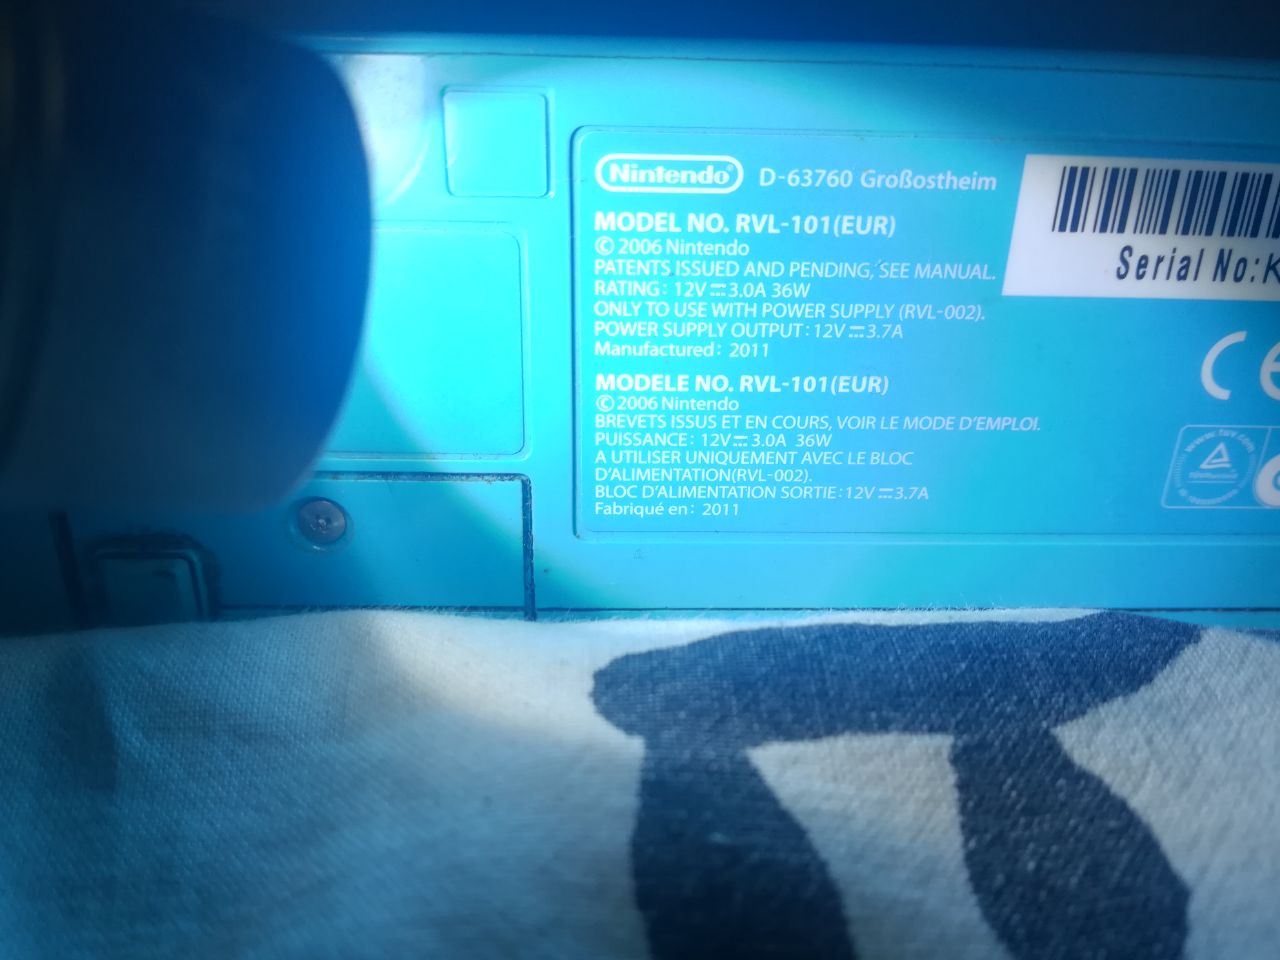 Nintendo® D-63760 Großostheim
MODEL NO. RVL-101(EUR)
© 2006 Nintendo
PATENTS ISSUED AND PENDING, SEE MANUAL.
RATING: 12V⎓3.0A 36W
ONLY TO USE WITH POWER SUPPLY (RVL-002).
POWER SUPPLY OUTPUT: 12V⎓3.7A
Manufactured: 2011
MODELE NO. RVL-101(EUR)
© 2006 Nintendo
BREVETS ISSUS ET EN COURS, VOIR LE MODE D'EMPLOI.
PUISSANCE: 12V⎓3.0A 36W
A UTILISER UNIQUEMENT AVEC LE BLOC
D'ALIMENTATION(RVL-002).
BLOC D'ALIMENTATION SORTIE: 12V⎓3.7A
Fabriqué en: 2011
Serial No:K
CE
www.tuv.com